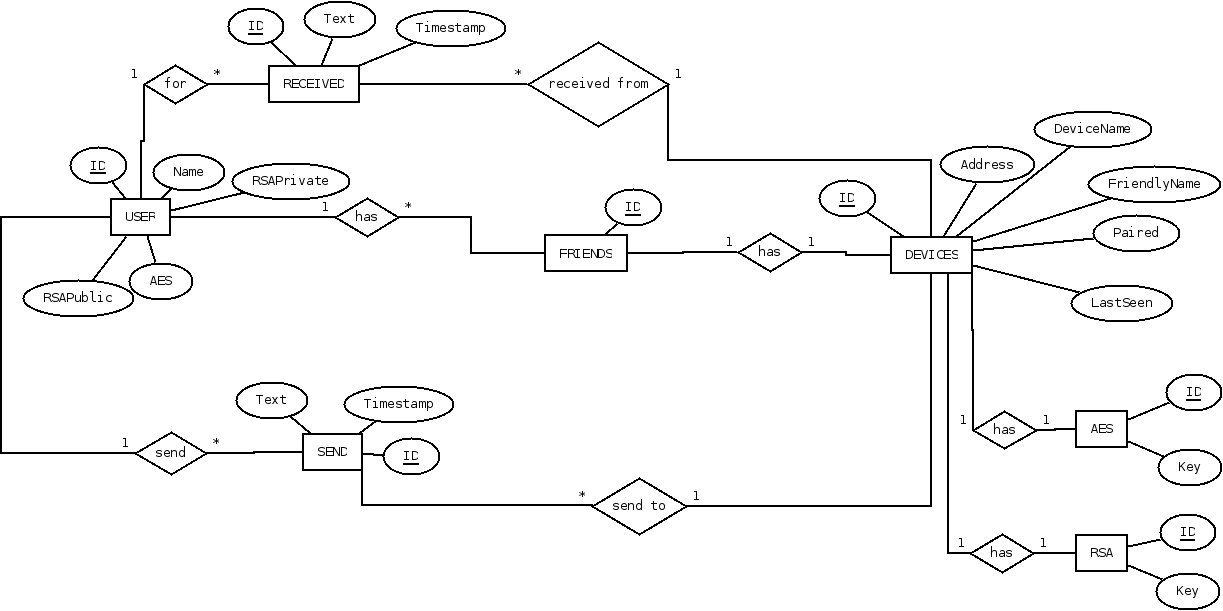 ID
Text
Timestamp
1
for
*
RECEIVED
*
received from
1
DeviceName
Address
ID
Name
RSAPrivate
FriendlyName
ID
ID
USER
1
has
*
Paired
FRIENDS
1
has
1
DEVICES
RSAPublic
AES
LastSeen
Text
Timestamp
ID
1
has
1
AES
1
send
*
SEND
ID
Key
*
send to
1
ID
1
has
1
RSA
Key